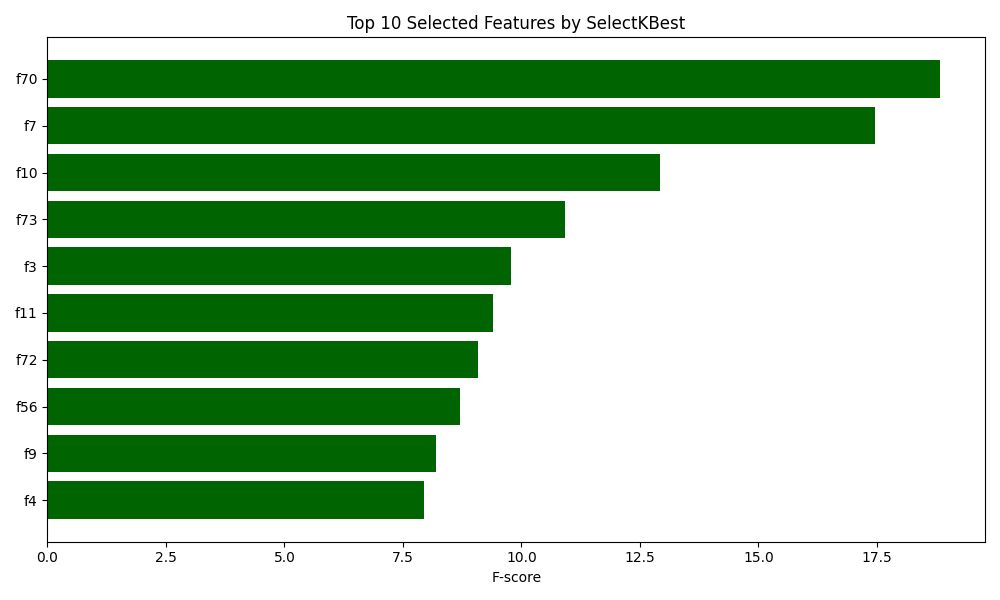 Top 10 Selected Features by SelectKBest
f70
f7
f10
f73
f3
f11
f72
f56
f9
f4
0.0 2.5 5.0 7.5 10.0 12.5 15.0 17.5
F-score